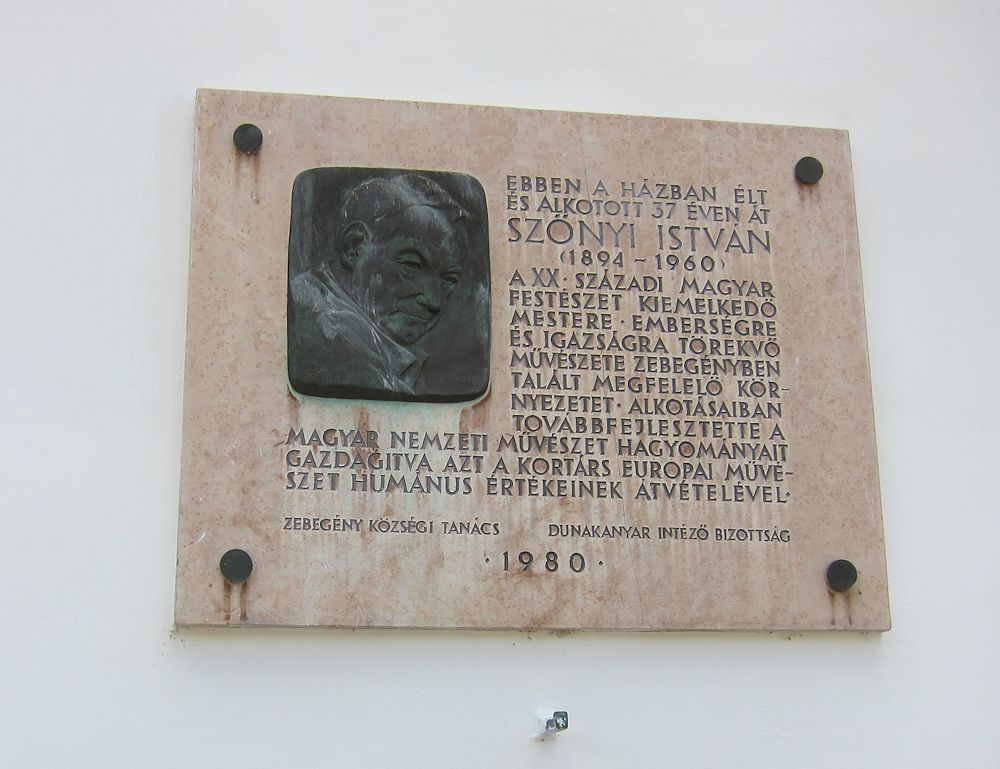 EBBEN A HÁZBAN ÉLT
ÉS ALKOTOTT 37 ÉVEN ÁT
SZŐNYI ISTVÁN
(1894 - 1960)
A XX. SZÁZADI MAGYAR
FESTÉSZET KIEMELKEDŐ
MESTERE. EMBERSÉGRE
ÉS IGAZSÁGRA TÖREKVŐ
MŰVÉSZETE ZEBEGÉNYBEN
TALÁLT MEGFELELŐ KÖR-
NYEZETET. ALKOTÁSAIBAN
TOVÁBBFEJLESZTETTE A
MAGYAR NEMZETI MŰVÉSZET HAGYOMÁNYAIT
GAZDAGITVA AZT A KORTÁRS EUROPAI MŰVÉ-
SZET HUMÁNUS ÉRTÉKEINEK ÁTVÉTELÉVEL.
ZEBEGÉNY KÖZSÉGI TANÁCS DUNAKANYAR INTÉZŐ BIZOTTSÁG
· 1980 ·